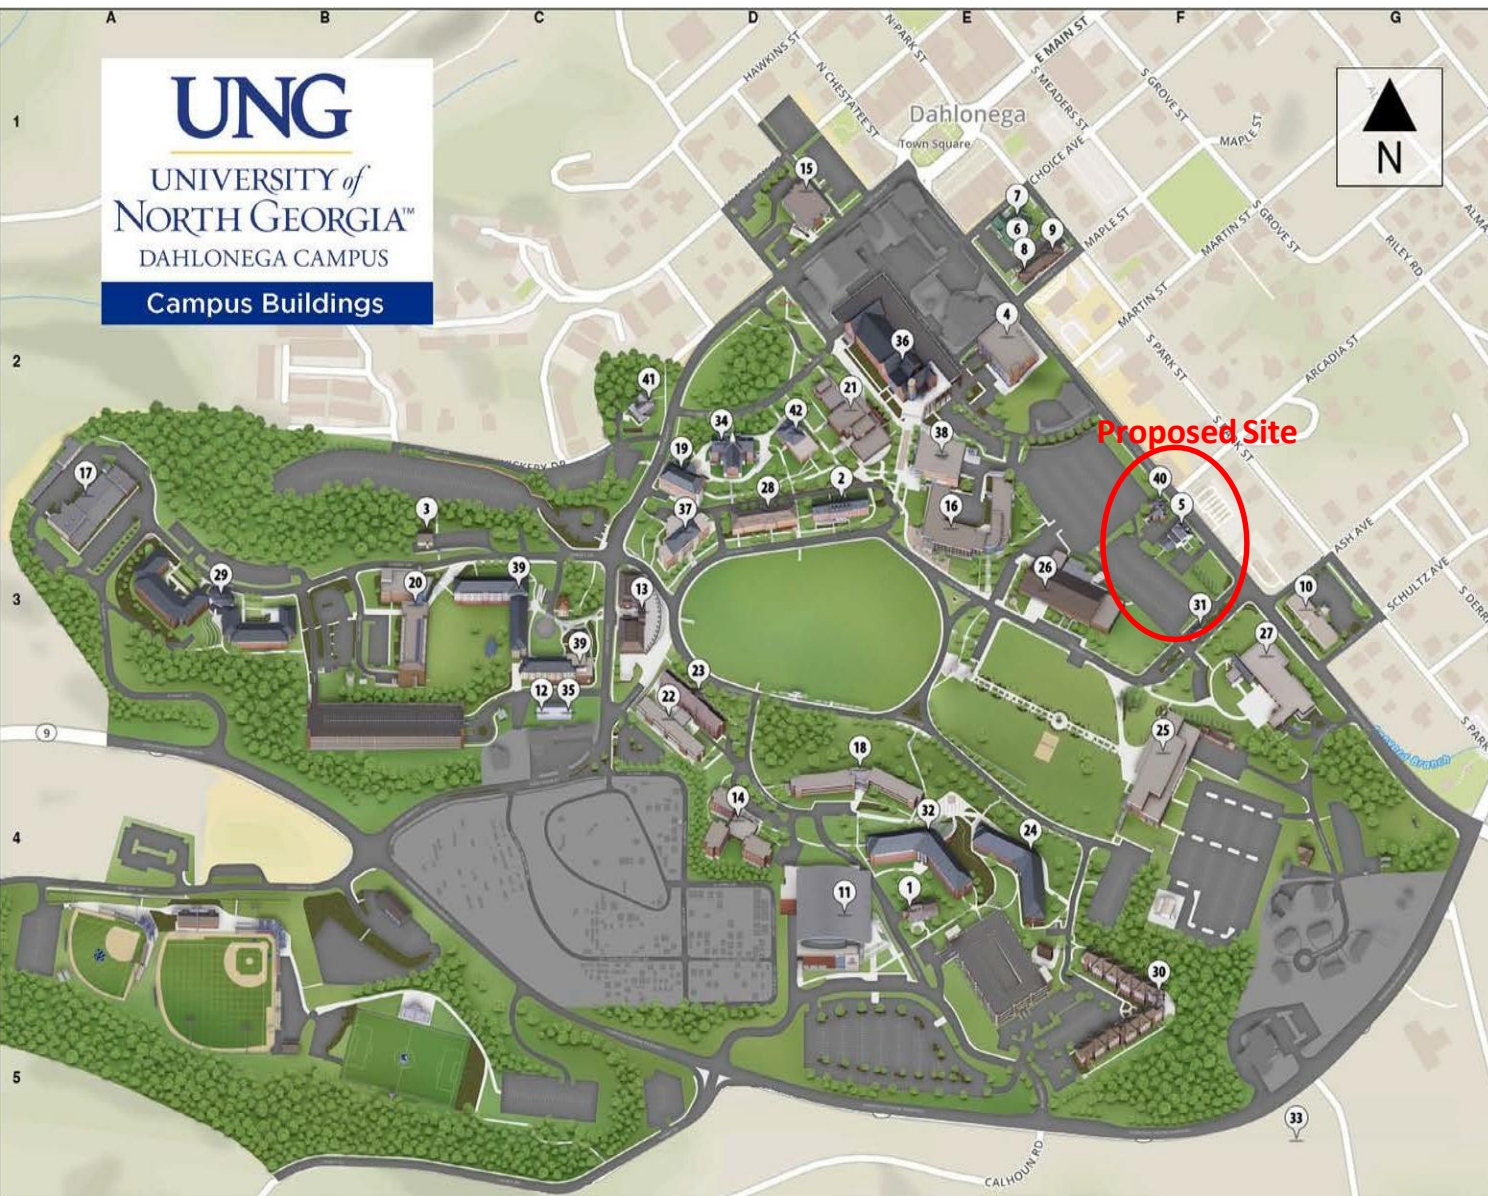 A B C D E F G
1
2
3
4
5
UNG
UNIVERSITY of
NORTH GEORGIA™
DAHLONEGA CAMPUS
Campus Buildings
N
HAWKINS ST
N CHESTATEE ST
N PARK ST
E MAIN ST
S MEADERS ST
S GROVE ST
MAPLE ST
Dahlonega
Town Square
CHOICE AVE
MAPLE ST
MARTIN ST
S GROVE ST
RILEY RD
MARTIN ST
S PARK ST
ARCADIA ST
S PARK ST
Proposed Site
ASH AVE
SCHULTZ AVE
S PARK
CALHOUN RD
9
15
7
6
9
8
4
36
41
21
42
34
38
19
17
40
5
2
28
16
37
3
26
39
29
20
13
10
31
27
39
23
12
35
22
25
18
14
32
24
1
11
30
33